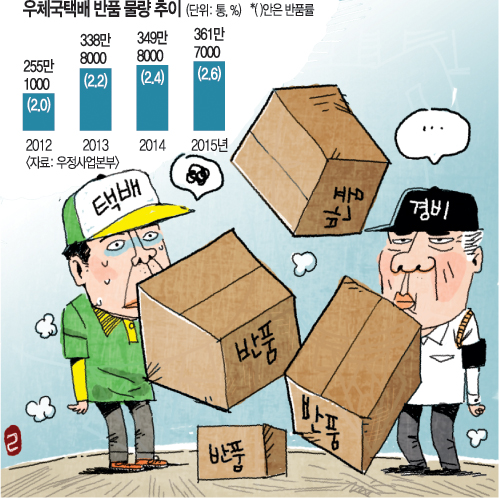 우체국택배 반품 물량 추이 (단위: 통, %) *( )안은 반품률
255만
1000
(2.0)
338만
8000
(2.2)
349만
8000
(2.4)
361만
7000
(2.6)
2012
2013
2014
2015년
〈자료: 우정사업본부〉
택배
...
경비
반품
반품
반품
반품